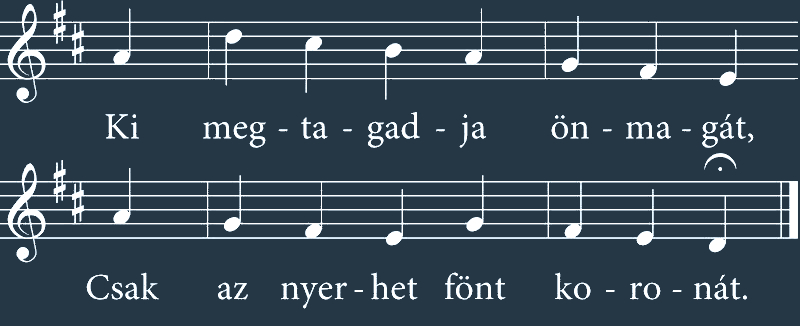 Ki meg - ta - gad - ja ön - ma - gát,
Csak az nyer - het fönt ko - ro - nát.